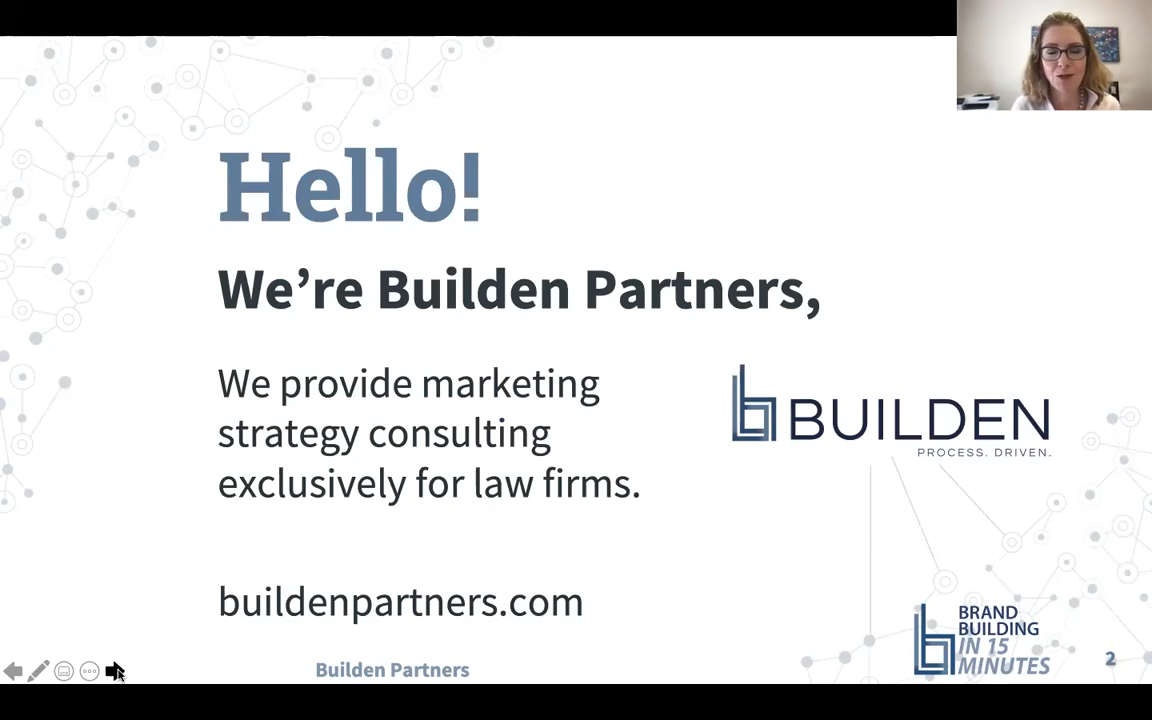 Hello!
We’re Builden Partners,
We provide marketing
strategy consulting
exclusively for law firms.
BUILDEN
PROCESS. DRIVEN.
buildenpartners.com
Builden Partners
BRAND
BUILDING
IN 15
MINUTES
2